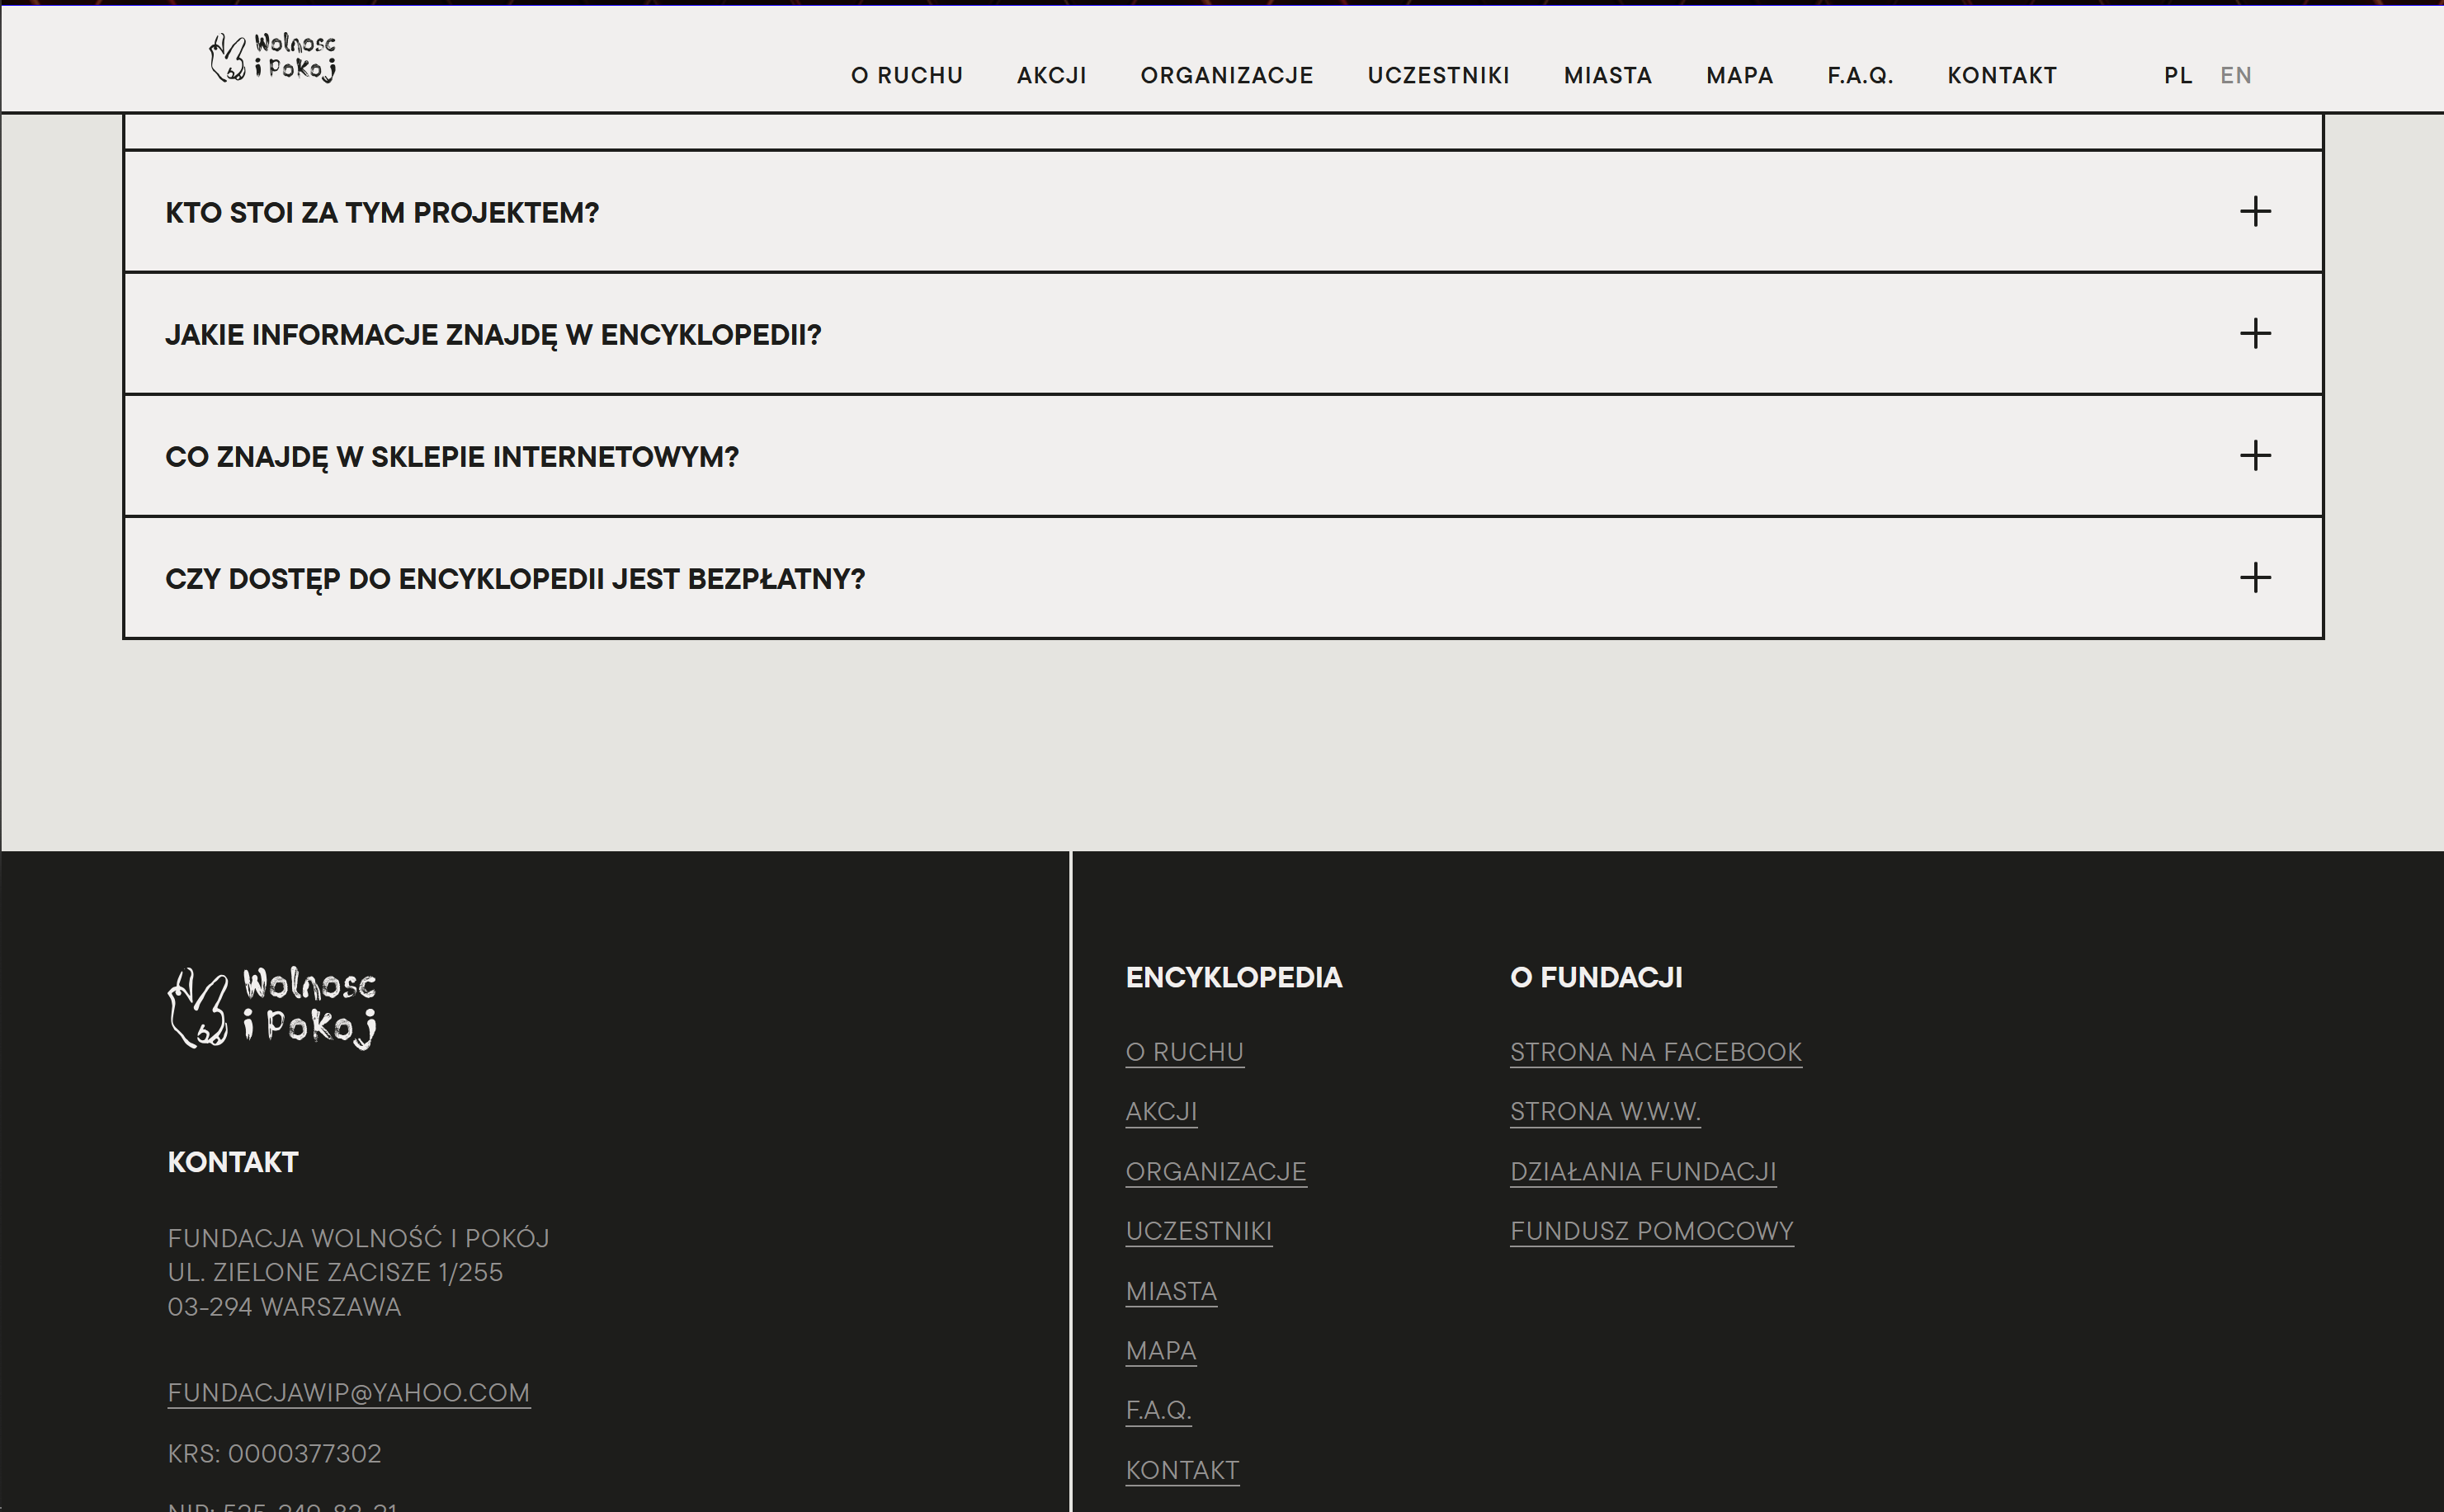 Wolnosc
i Pokoj
O RUCHU AKCJI ORGANIZACJE UCZESTNIKI MIASTA MAPA F.A.Q. KONTAKT PL EN
KTO STOI ZA TYM PROJEKTEM?
JAKIE INFORMACJE ZNAJDĘ W ENCYKLOPEDII?
CO ZNAJDĘ W SKLEPIE INTERNETOWYM?
CZY DOSTĘP DO ENCYKLOPEDII JEST BEZPŁATNY?
Wolnosc
i Pokoj
KONTAKT
FUNDACJA WOLNOŚĆ I POKÓJ
UL. ZIELONE ZACISZE 1/255
03-294 WARSZAWA
FUNDACJAWIP@YAHOO.COM
KRS: 0000377302
ENCYKLOPEDIA
O RUCHU
AKCJI
ORGANIZACJE
UCZESTNIKI
MIASTA
MAPA
F.A.Q.
KONTAKT
O FUNDACJI
STRONA NA FACEBOOK
STRONA W.W.W.
DZIAŁANIA FUNDACJI
FUNDUSZ POMOCOWY